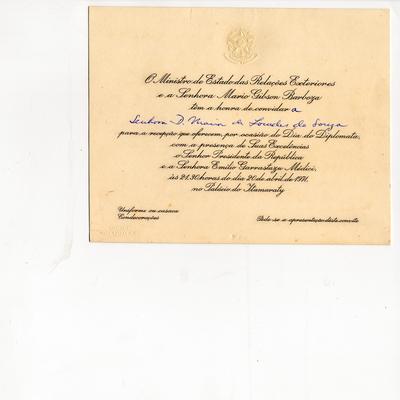 O Ministro de Estado das Relações Exteriores
e a Senhora Mario Gibson Barboza
têm a honra de convidar a
Senhora D. Maria de Lourdes de Souza
para a recepção que oferecem, por ocasião do Dia do Diplomata,
com a presença de Suas Excelências
o Senhor Presidente da República
e a Senhora Emílio Garrastazu Médici,
às 21.30 horas do dia 20 de abril de 1971,
no Palácio do Itamaraty
Uniforme ou casaca
Condecorações
Pede-se a apresentação dêste convite